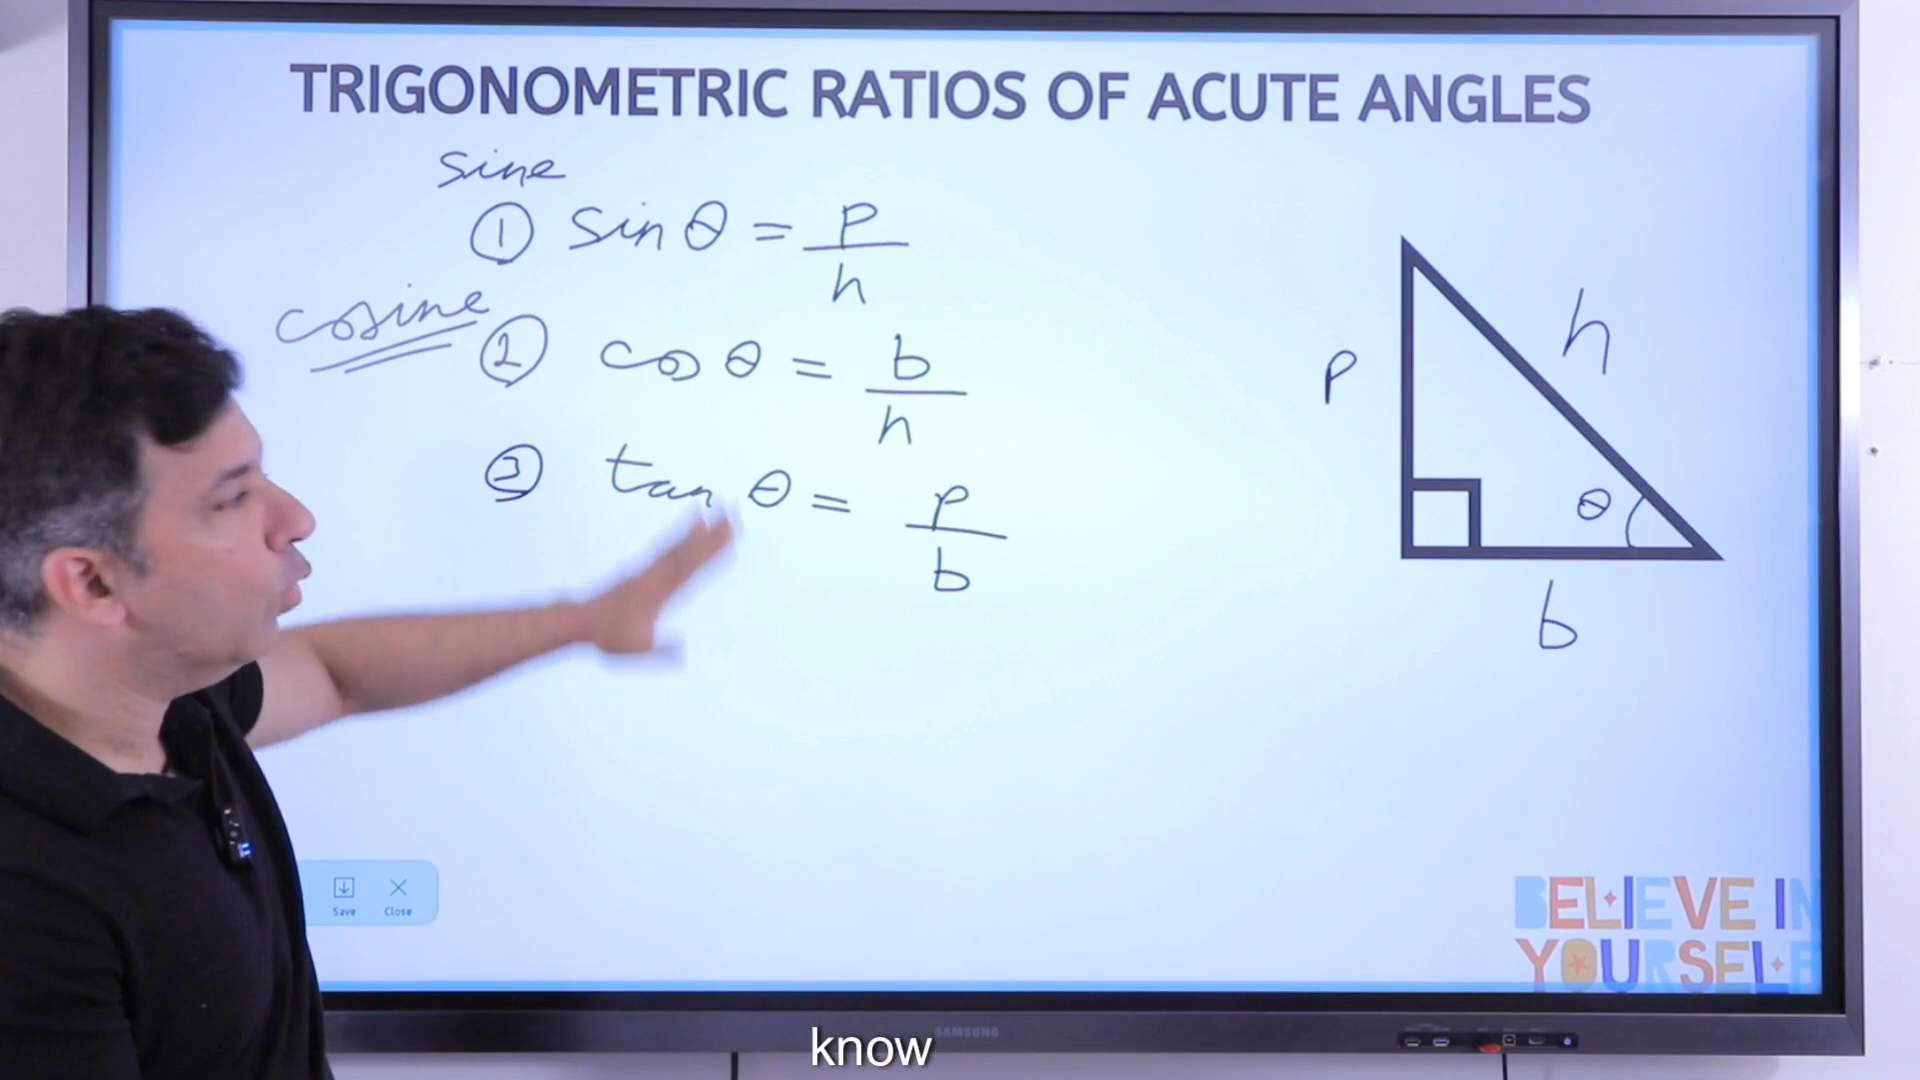 TRIGONOMETRIC RATIOS OF ACUTE ANGLES
sine
① sin θ = p/h
cosine
② cos θ = b/h
③ tan θ = p/b
p
h
θ
b
Save
Close
BELIEVE IN
YOURSELF
SAMSUNG
know